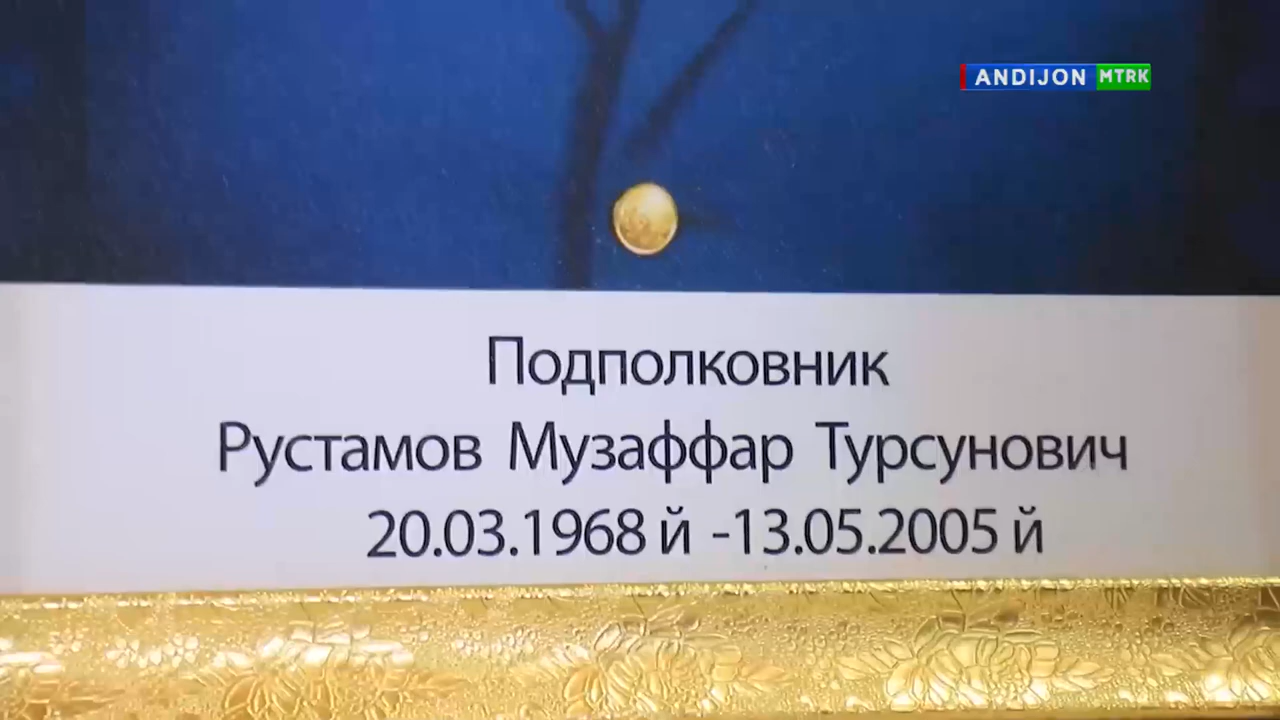 ANDIJON MTRK
Подполковник
Рустамов Музаффар Турсунович
20.03.1968 й -13.05.2005 й